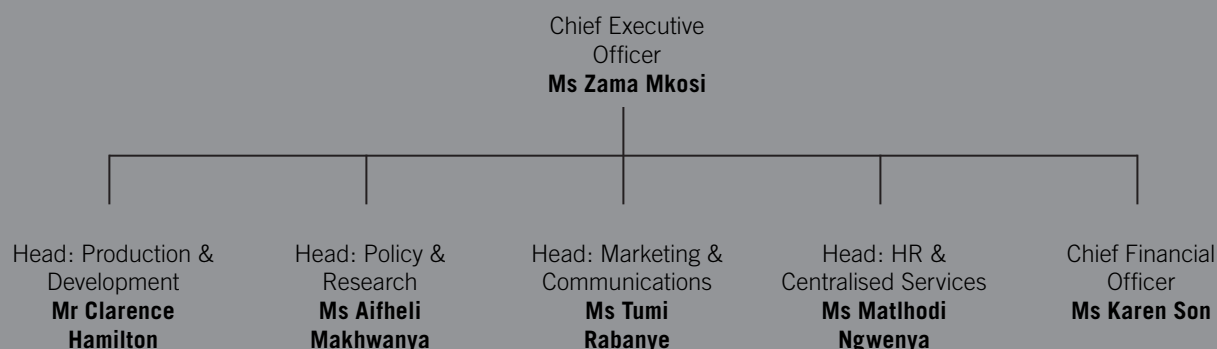 Chief Executive
Officer
Ms Zama Mkosi
Head: Production &
Development
Mr Clarence
Hamilton
Head: Policy &
Research
Ms Aifheli
Makhwanya
Head: Marketing &
Communications
Ms Tumi
Rabanye
Head: HR &
Centralised Services
Ms Matlhodi
Ngwenya
Chief Financial
Officer
Ms Karen Son